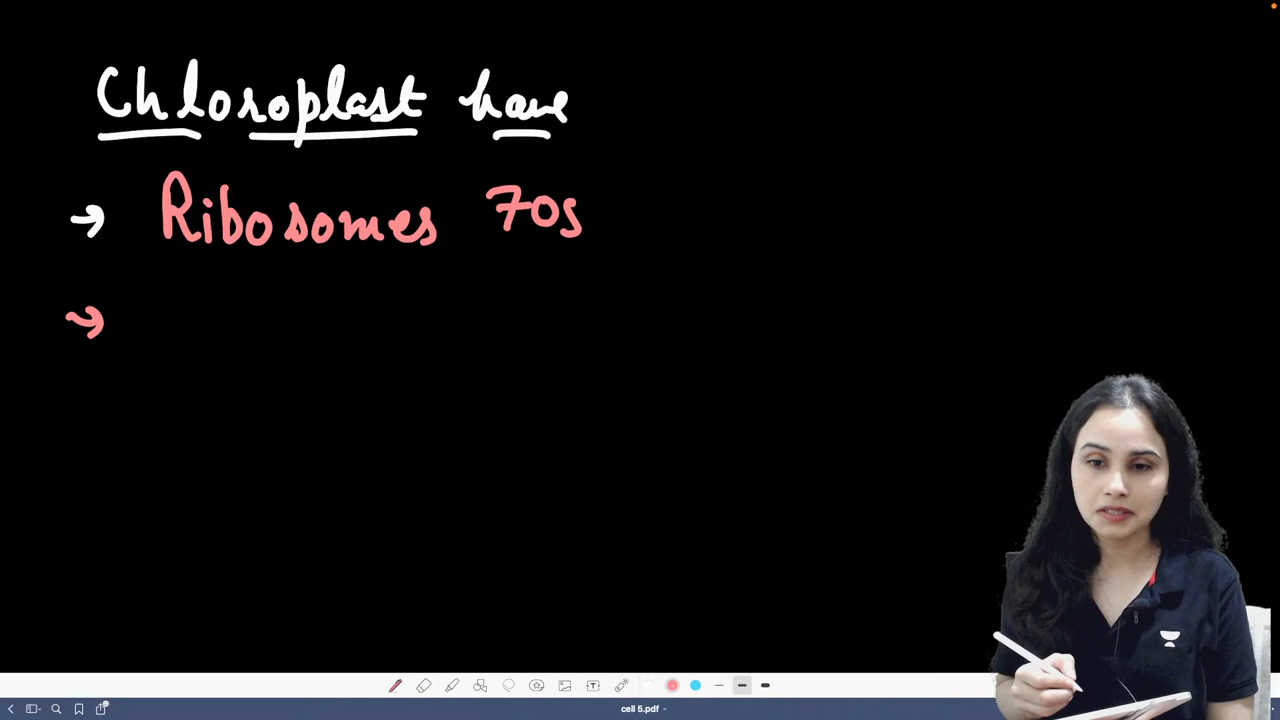 Chloroplast have
→ Ribosomes 70s
→
cell 5.pdf